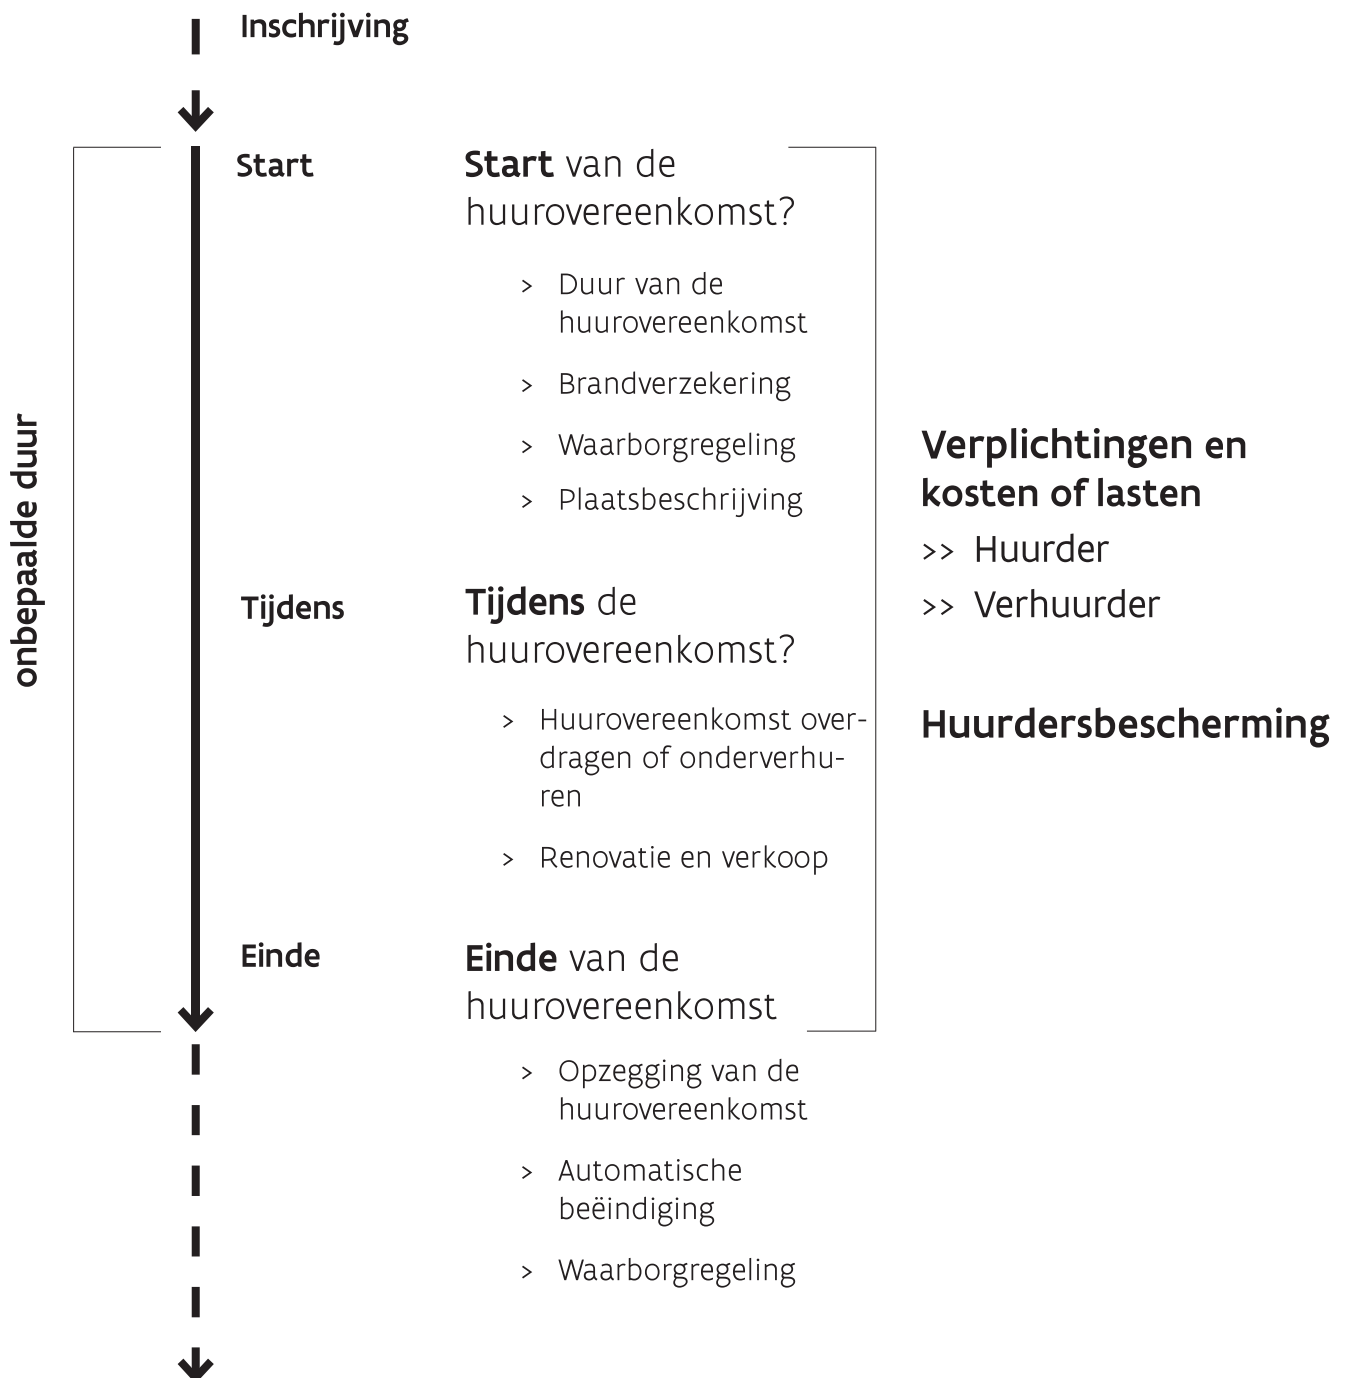 Inschrijving
onbepaalde duur
Start
Start van de
huurovereenkomst?
> Duur van de
huurovereenkomst
> Brandverzekering
> Waarborgregeling
> Plaatsbeschrijving
Tijdens
Tijdens de
huurovereenkomst?
> Huurovereenkomst over-
dragen of onderverhu-
ren
> Renovatie en verkoop
Einde
Einde van de
huurovereenkomst
> Opzegging van de
huurovereenkomst
> Automatische
beëindiging
> Waarborgregeling
Verplichtingen en
kosten of lasten
>> Huurder
>> Verhuurder
Huurdersbescherming